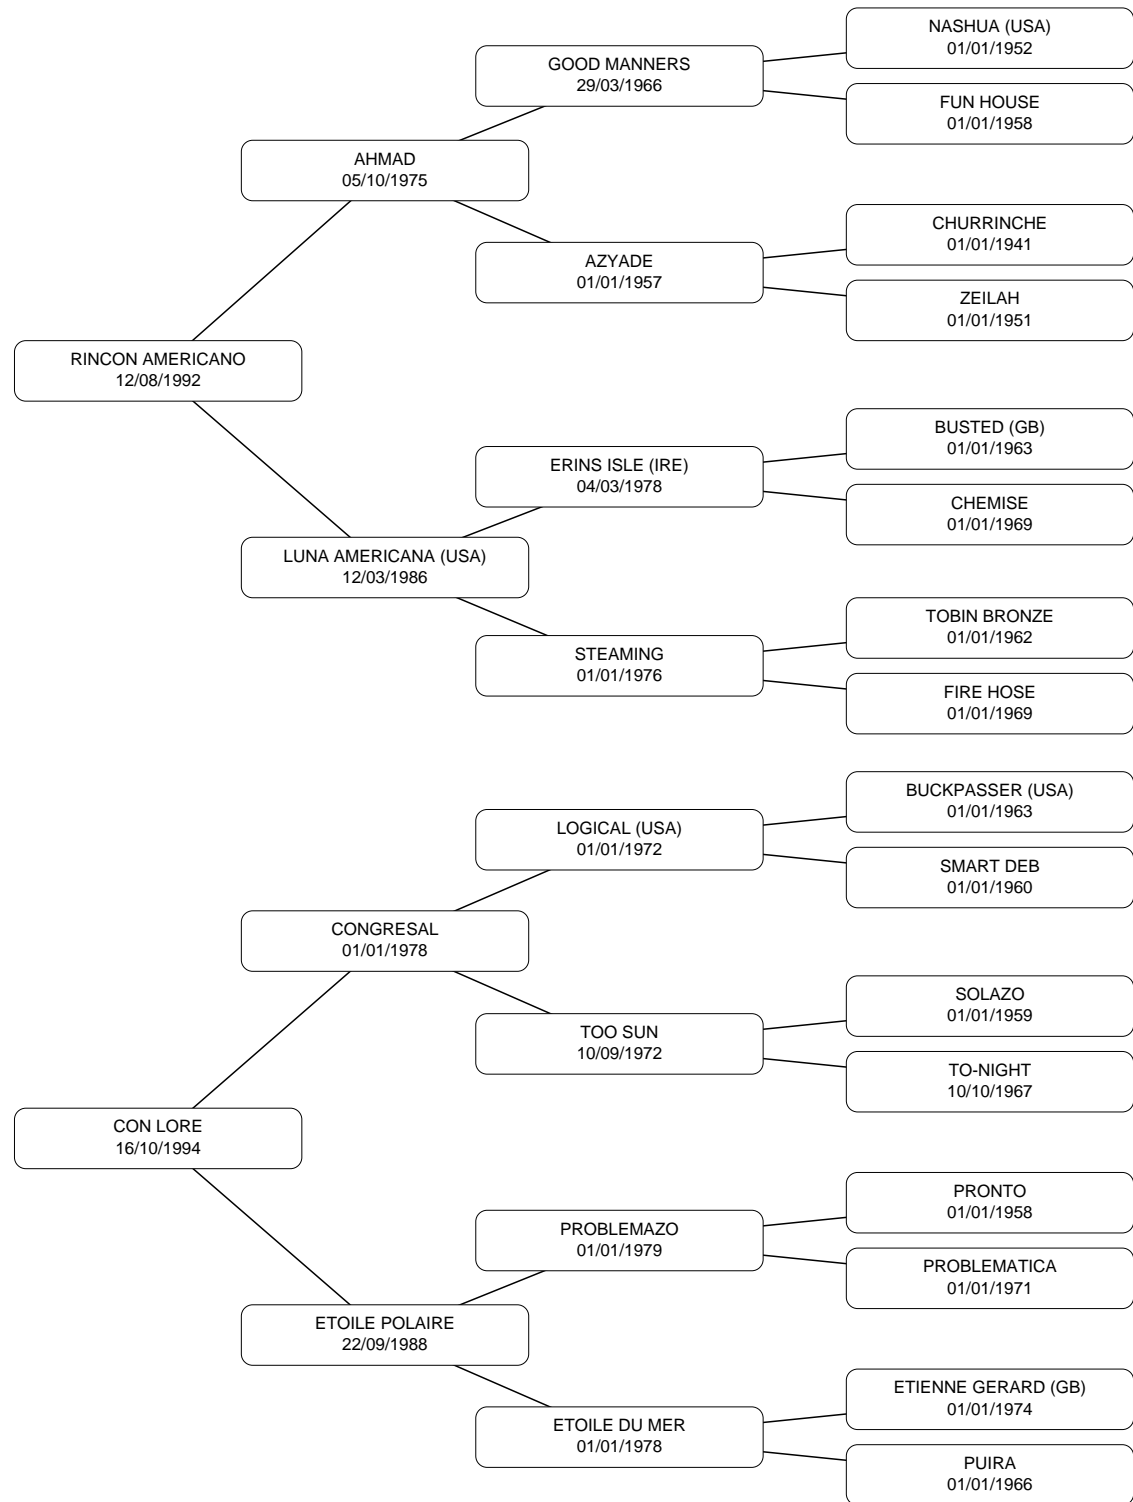 NASHUA (USA)
01/01/1952
GOOD MANNERS
29/03/1966
FUN HOUSE
01/01/1958
AHMAD
05/10/1975
CHURRINCHE
01/01/1941
AZYADE
01/01/1957
ZEILAH
01/01/1951
RINCON AMERICANO
12/08/1992
BUSTED (GB)
01/01/1963
ERINS ISLE (IRE)
04/03/1978
CHEMISE
01/01/1969
LUNA AMERICANA (USA)
12/03/1986
TOBIN BRONZE
01/01/1962
STEAMING
01/01/1976
FIRE HOSE
01/01/1969
BUCKPASSER (USA)
01/01/1963
LOGICAL (USA)
01/01/1972
SMART DEB
01/01/1960
CONGRESAL
01/01/1978
SOLAZO
01/01/1959
TOO SUN
10/09/1972
TO-NIGHT
10/10/1967
CON LORE
16/10/1994
PRONTO
01/01/1958
PROBLEMAZO
01/01/1979
PROBLEMATICA
01/01/1971
ETOILE POLAIRE
22/09/1988
ETIENNE GERARD (GB)
01/01/1974
ETOILE DU MER
01/01/1978
PUIRA
01/01/1966